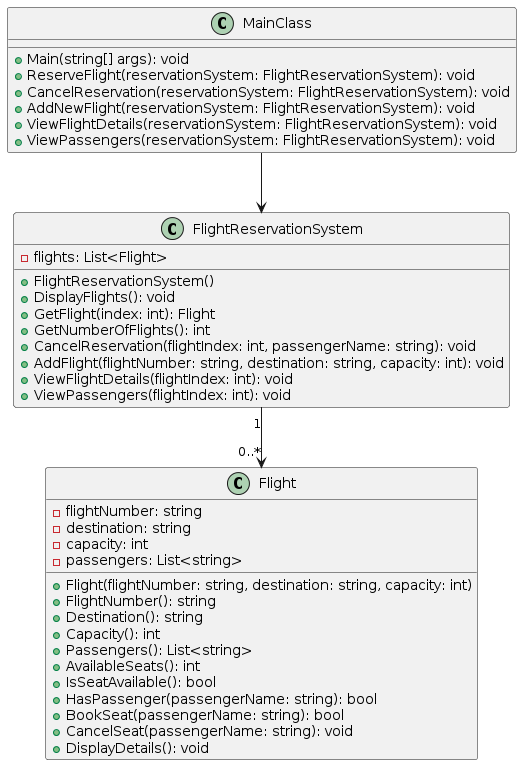 C MainClass
Main(string[] args): void
ReserveFlight(reservationSystem: FlightReservationSystem): void
CancelReservation(reservationSystem: FlightReservationSystem): void
AddNewFlight(reservationSystem: FlightReservationSystem): void
ViewFlightDetails(reservationSystem: FlightReservationSystem): void
ViewPassengers(reservationSystem: FlightReservationSystem): void
C FlightReservationSystem
flights: List<Flight>
FlightReservationSystem()
DisplayFlights(): void
GetFlight(index: int): Flight
GetNumberOfFlights(): int
CancelReservation(flightIndex: int, passengerName: string): void
AddFlight(flightNumber: string, destination: string, capacity: int): void
ViewFlightDetails(flightIndex: int): void
ViewPassengers(flightIndex: int): void
1
0..*
C Flight
flightNumber: string
destination: string
capacity: int
passengers: List<string>
Flight(flightNumber: string, destination: string, capacity: int)
FlightNumber(): string
Destination(): string
Capacity(): int
Passengers(): List<string>
AvailableSeats(): int
IsSeatAvailable(): bool
HasPassenger(passengerName: string): bool
BookSeat(passengerName: string): bool
CancelSeat(passengerName: string): void
DisplayDetails(): void